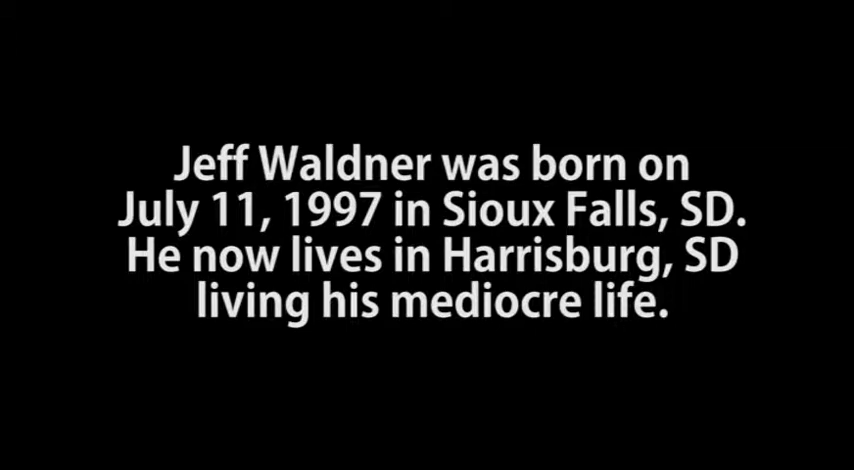 Jeff Waldner was born on
July 11, 1997 in Sioux Falls, SD.
He now lives in Harrisburg, SD
living his mediocre life.